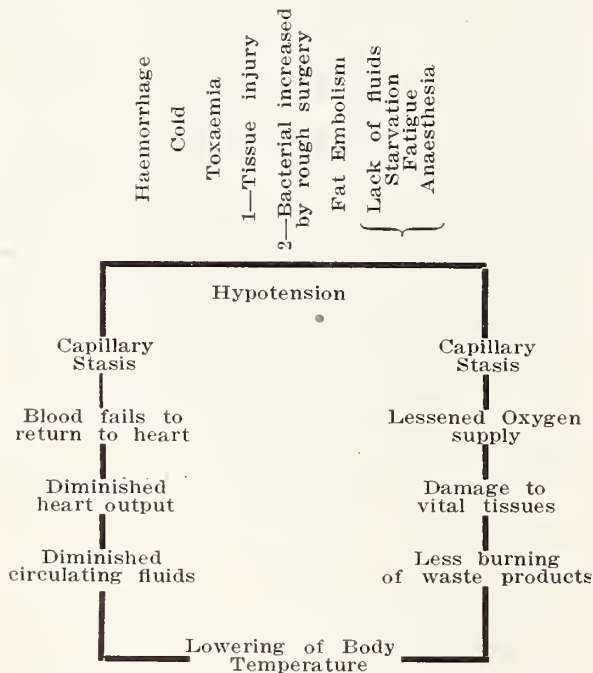 Haemorrhage
Cold
Toxaemia
1—Tissue injury
2—Bacterial increased
by rough surgery
Fat Embolism
Lack of fluids
Starvation
Fatigue
Anaesthesia
Hypotension
Capillary
Stasis
Blood fails to
return to heart
Diminished
heart output
Diminished
circulating fluids
Capillary
Stasis
Lessened Oxygen
supply
Damage to
vital tissues
Less burning
of waste products
Lowering of Body
Temperature